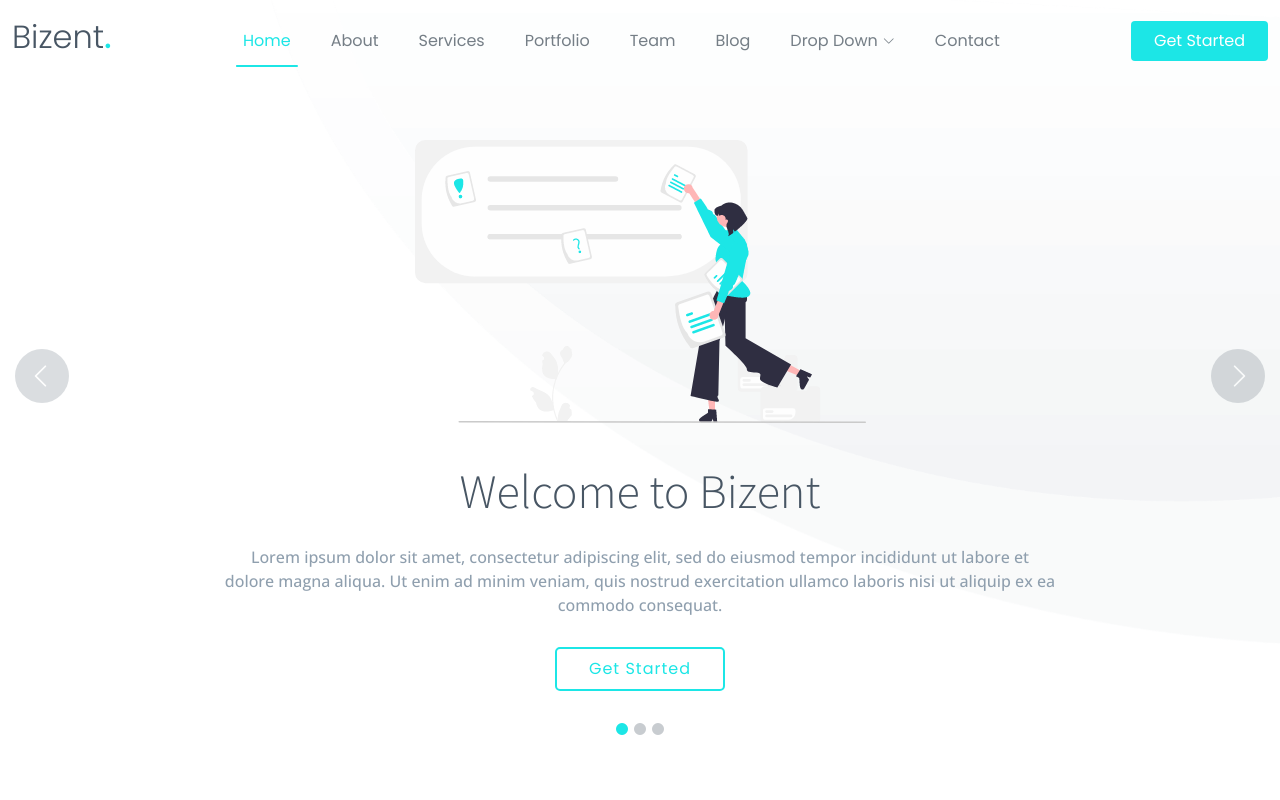 Bizent.
Home About Services Portfolio Team Blog Drop Down Contact
Get Started
!
?
Welcome to Bizent
Lorem ipsum dolor sit amet, consectetur adipiscing elit, sed do eiusmod tempor incididunt ut labore et
dolore magna aliqua. Ut enim ad minim veniam, quis nostrud exercitation ullamco laboris nisi ut aliquip ex ea
commodo consequat.
Get Started